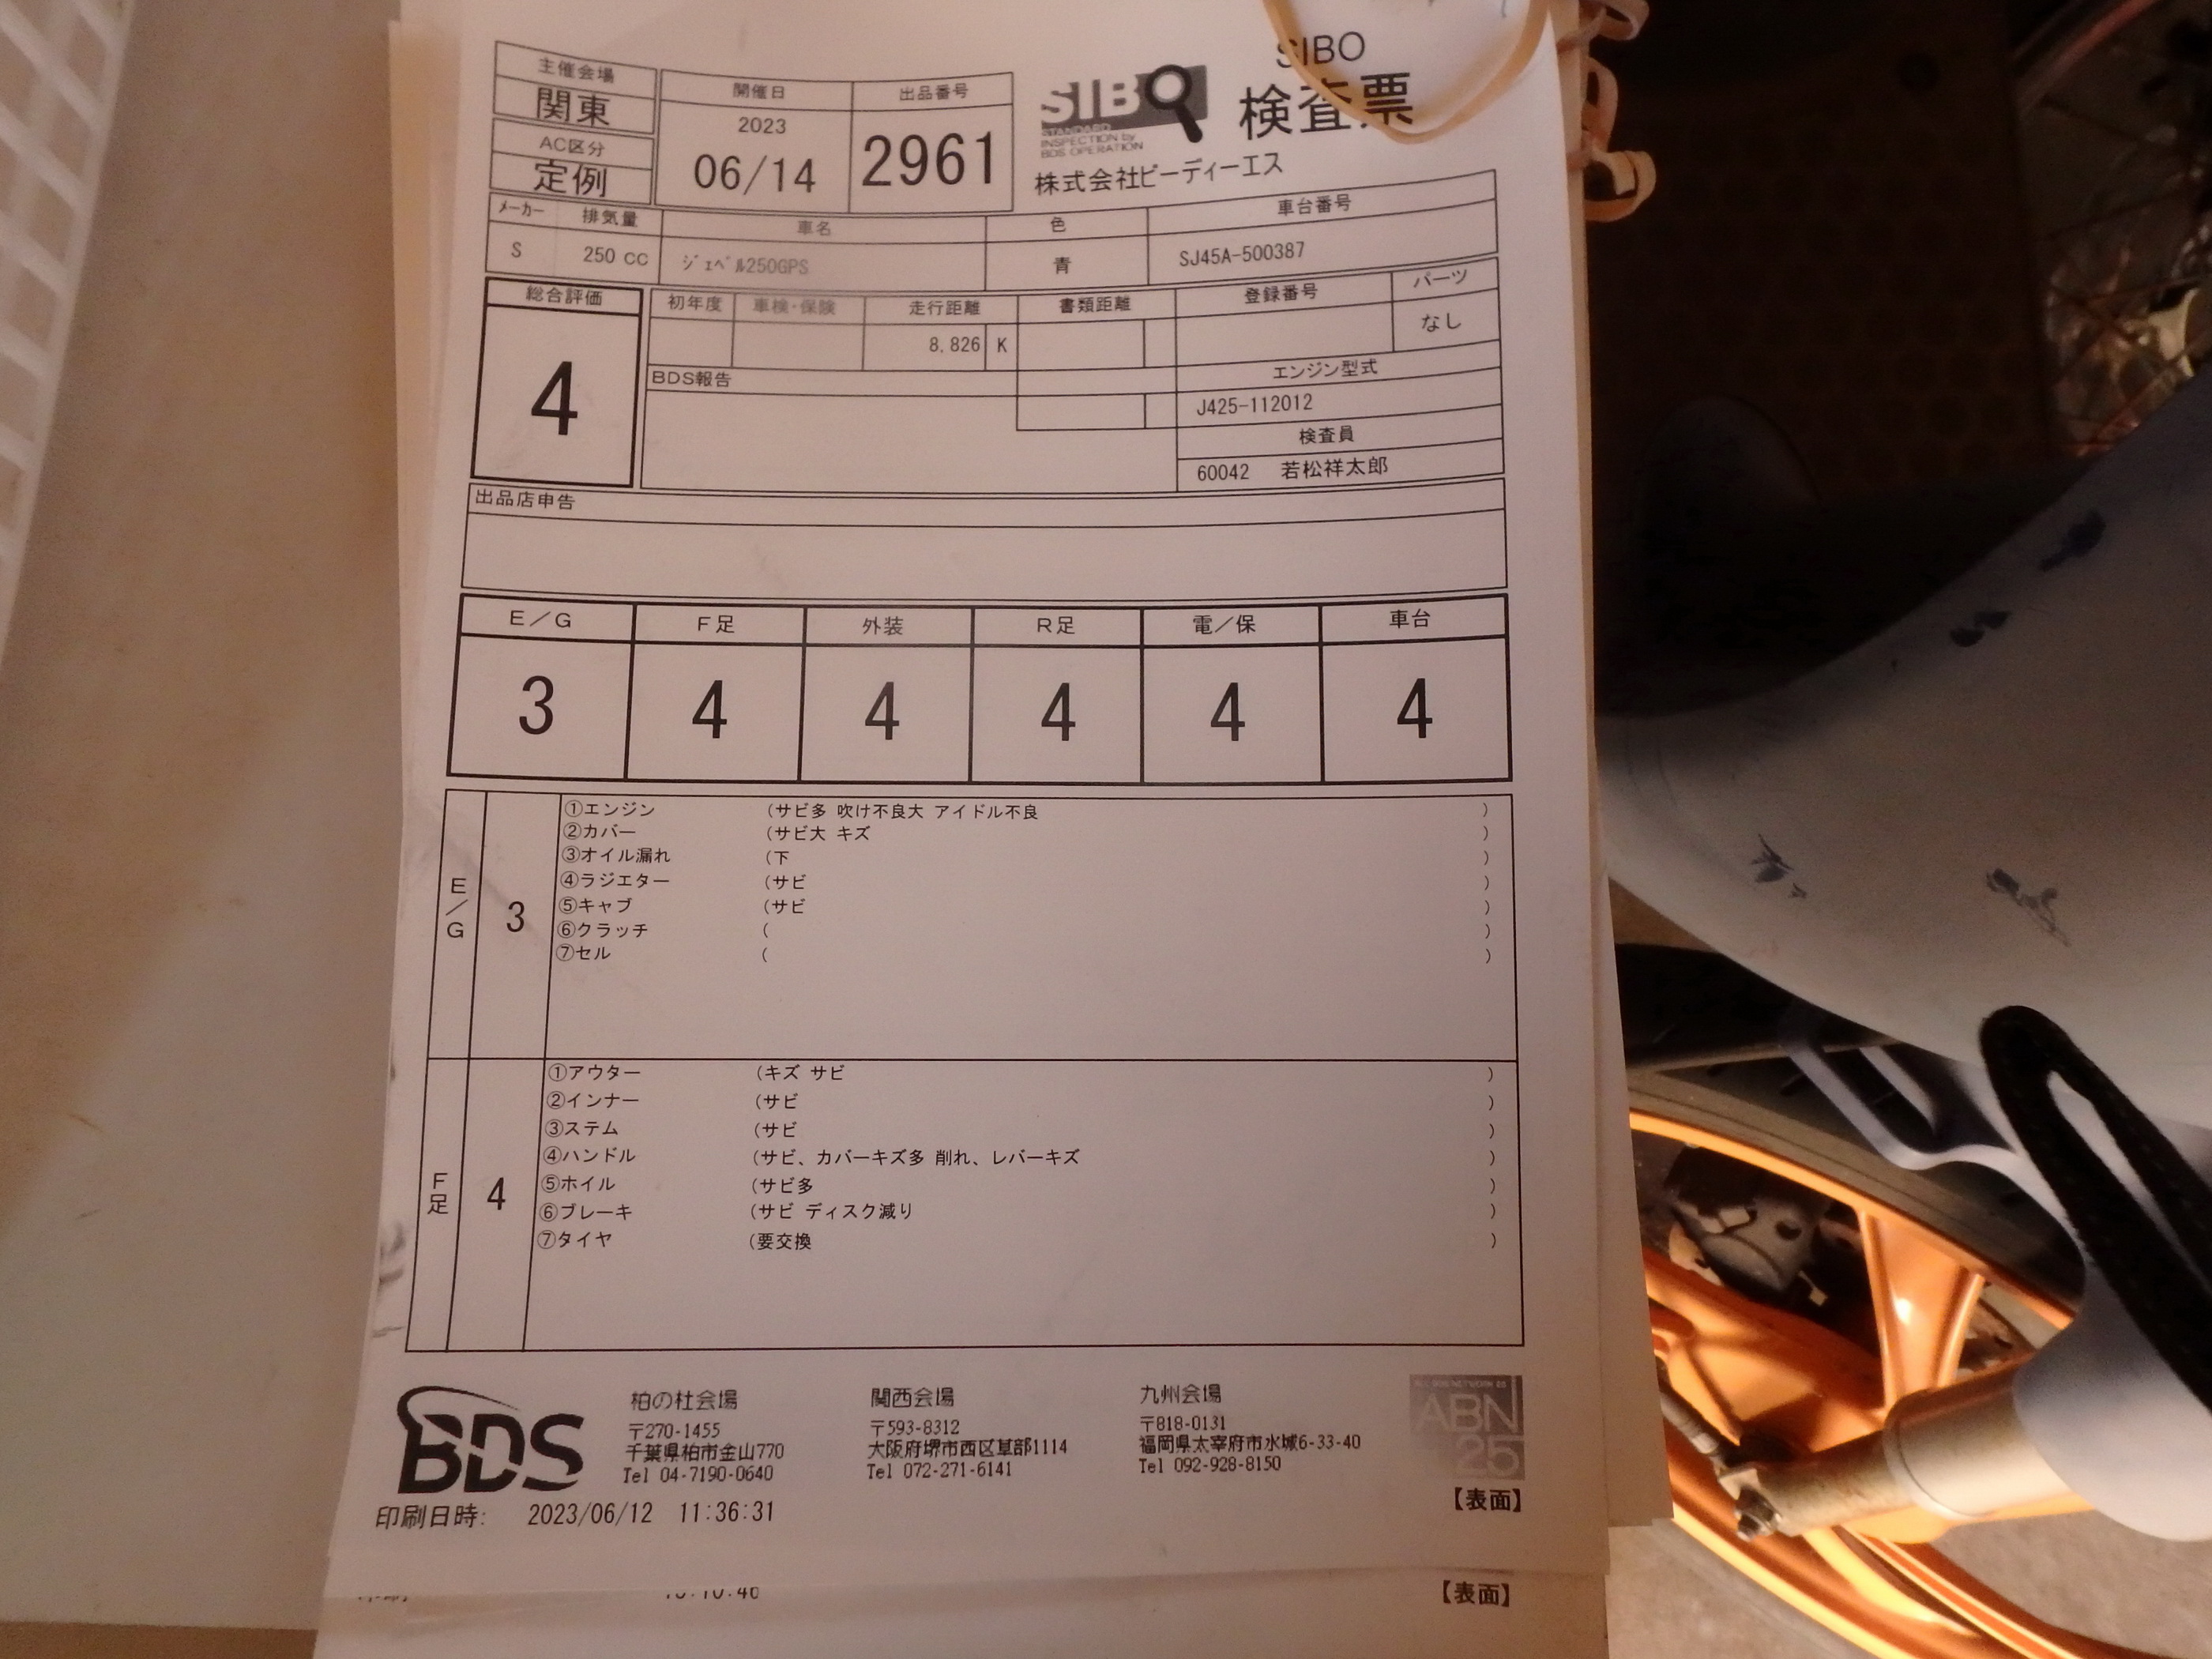 主催会場
関東
AC区分
定例
開催日
2023
06/14
出品番号
2961
SIBO
STANDARD
INSPECTION by
BDS OPERATION
SIBO
検査票
株式会社ビーディーエス
メーカー 排気量 車名 色 車台番号
S 250 cc ジェベル250GPS 青 SJ45A-500387
総合評価
4
初年度 車検・保険 走行距離 書類距離 登録番号 パーツ
8,826 K なし
BDS報告
エンジン型式
J425-112012
検査員
60042 若松祥太郎
出品店申告
E/G F足 外装 R足 電/保 車台
3 4 4 4 4 4
E/G 3
①エンジン (サビ多 吹け不良大 アイドル不良 )
②カバー (サビ大 キズ )
③オイル漏れ (下 )
④ラジエター (サビ )
⑤キャブ (サビ )
⑥クラッチ ( )
⑦セル ( )
F足 4
①アウター (キズ サビ )
②インナー (サビ )
③ステム (サビ )
④ハンドル (サビ、カバーキズ多 削れ、レバーキズ )
⑤ホイル (サビ多 )
⑥ブレーキ (サビ ディスク減り )
⑦タイヤ (要交換 )
BDS
柏の杜会場
〒270-1455
千葉県柏市金山770
Tel 04-7190-0640
関西会場
〒593-8312
大阪府堺市西区草部1114
Tel 072-271-6141
九州会場
〒818-0131
福岡県太宰府市水城6-33-40
Tel 092-928-8150
ABN
25
【表面】
印刷日時: 2023/06/12 11:36:31
【表面】